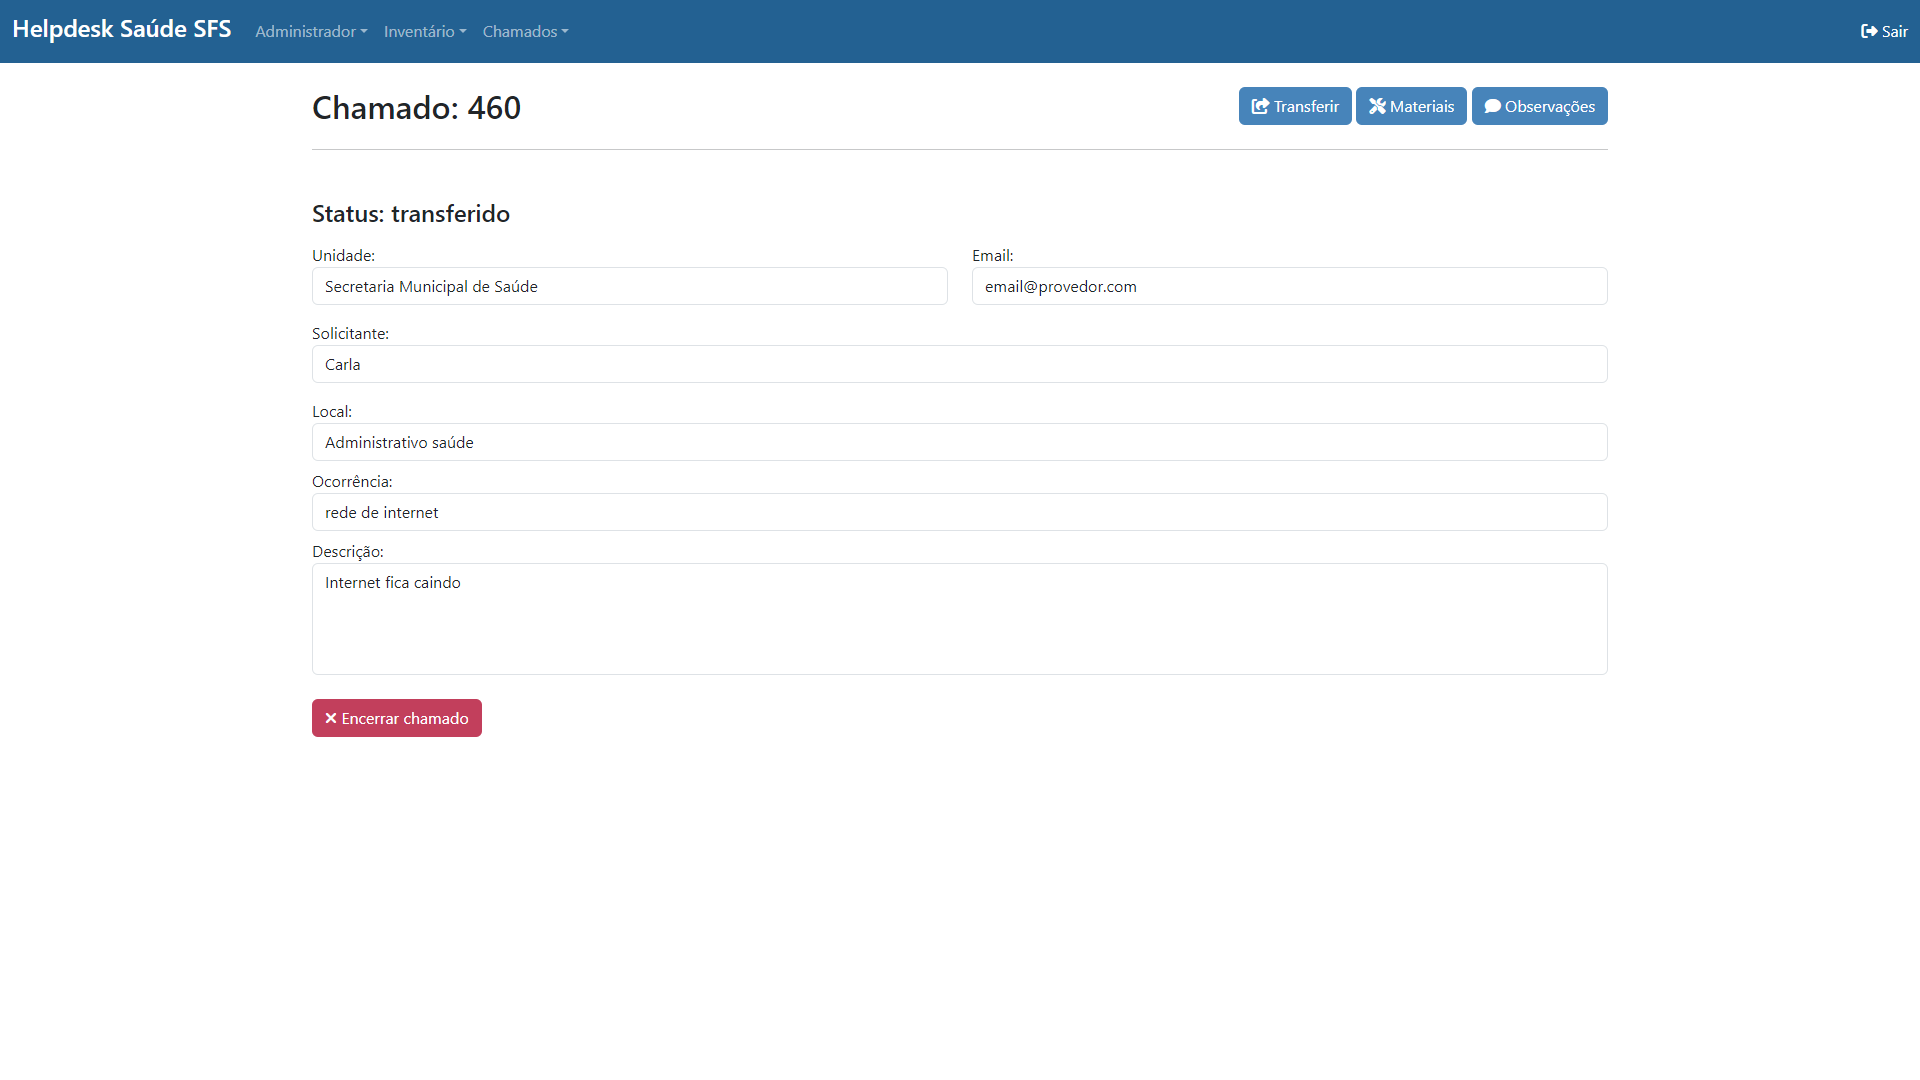 Helpdesk Saúde SFS Administrador Inventário Chamados Sair
Chamado: 460 Transferir Materiais Observações
Status: transferido
Unidade: Email:
Secretaria Municipal de Saúde email@provedor.com
Solicitante:
Carla
Local:
Administrativo saúde
Ocorrência:
rede de internet
Descrição:
Internet fica caindo
Encerrar chamado